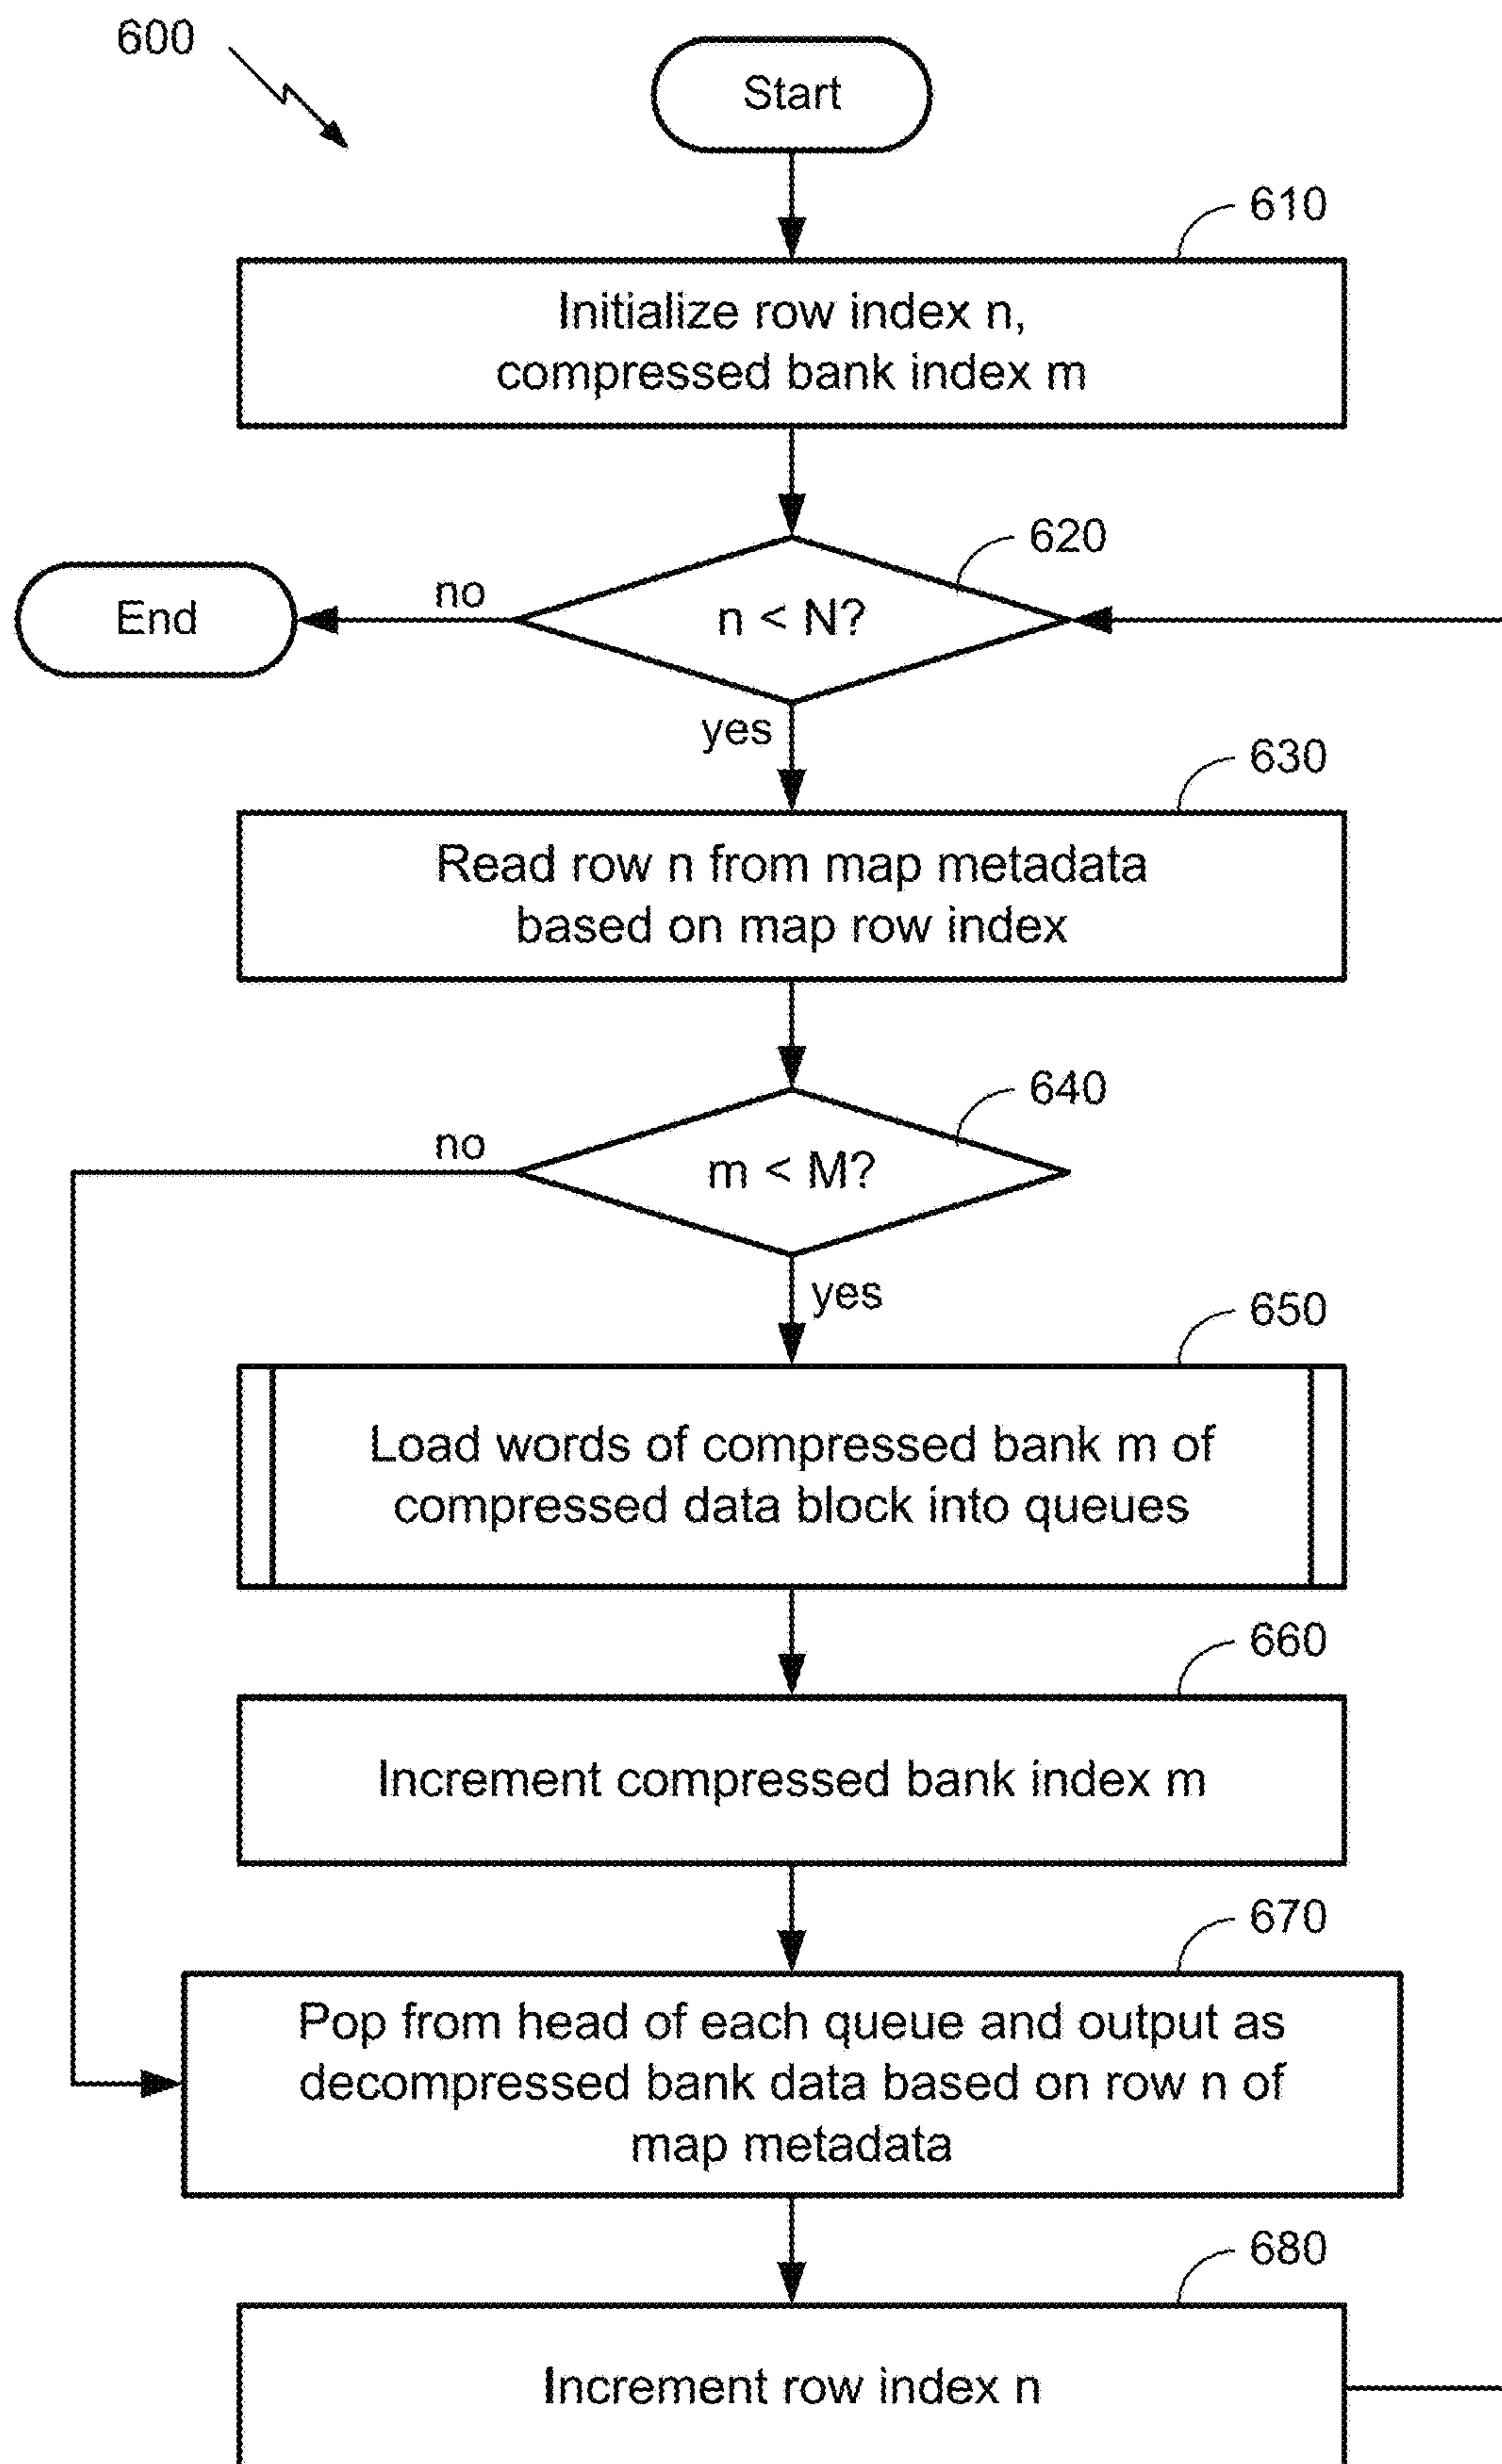 600
Start
610
Initialize row index n,
compressed bank index m
620
n < N?
no
End
yes
630
Read row n from map metadata
based on map row index
640
m < M?
no
yes
650
Load words of compressed bank m of
compressed data block into queues
660
Increment compressed bank index m
670
Pop from head of each queue and output as
decompressed bank data based on row n of
map metadata
680
Increment row index n